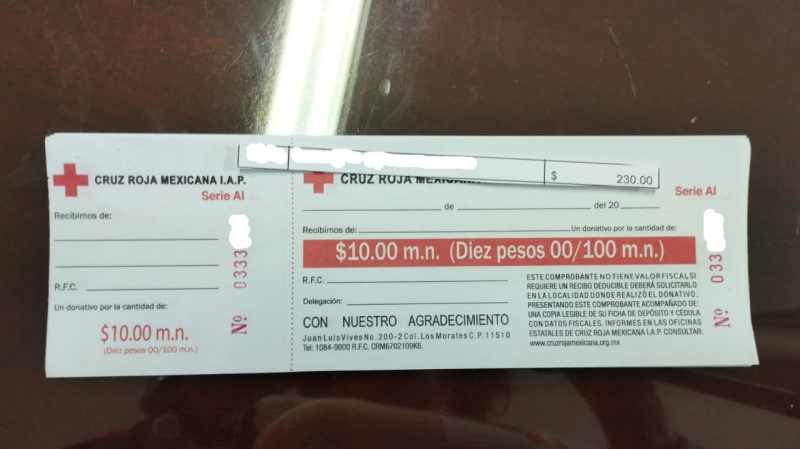 CRUZ ROJA MEXICANA I.A.P.
Serie AI
Recibimos de:
R.F.C.
Un donativo por la cantidad de:
$10.00 m.n.
(Diez pesos 00/100 m.n.)
Nº 0333
$ 230.00
CRUZ ROJA MEXICANA
Serie AI
de del 20
Recibimos de: Un donativo por la cantidad de:
$10.00 m.n. (Diez pesos 00/100 m.n.)
R.F.C.
Delegación:
CON NUESTRO AGRADECIMIENTO
Juan Luis Vives No. 200-2 Col. Los Morales C.P. 11510
Tel: 1084-9000 R.F.C. CRM6702109K6.
ESTE COMPROBANTE NO TIENE VALOR FISCAL, SI
REQUIERE UN RECIBO DEDUCIBLE DEBERÁ SOLICITARLO
EN LA LOCALIDAD DONDE REALIZÓ EL DONATIVO,
PRESENTANDO ESTE COMPROBANTE ACOMPAÑADO DE:
UNA COPIA LEGIBLE DE SU FICHA DE DEPÓSITO Y CÉDULA
CON DATOS FISCALES. INFORMES EN LAS OFICINAS
ESTATALES DE CRUZ ROJA MEXICANA I.A.P. CONSULTAR:
www.cruzrojamexicana.org.mx
Nº 033